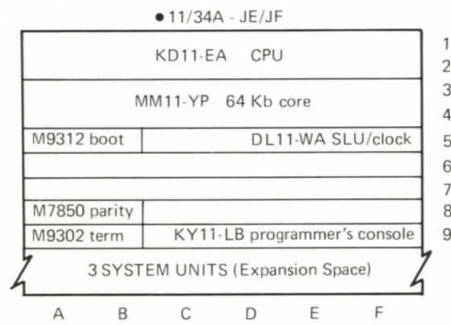 ● 11/34A - JE/JF
KD11-EA CPU
1
2
MM11-YP 64 Kb core
3
4
M9312 boot DL11-WA SLU/clock 5
6
7
M7850 parity 8
M9302 term KY11-LB programmer's console 9
3 SYSTEM UNITS (Expansion Space)
A B C D E F